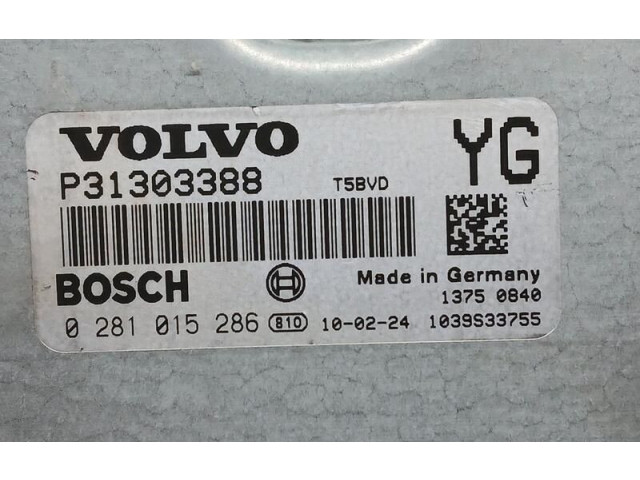 VOLVO YG
P31303388 T5BVD
BOSCH Made in Germany
1375 0840
0 281 015 286 810 10-02-24 1039S33755